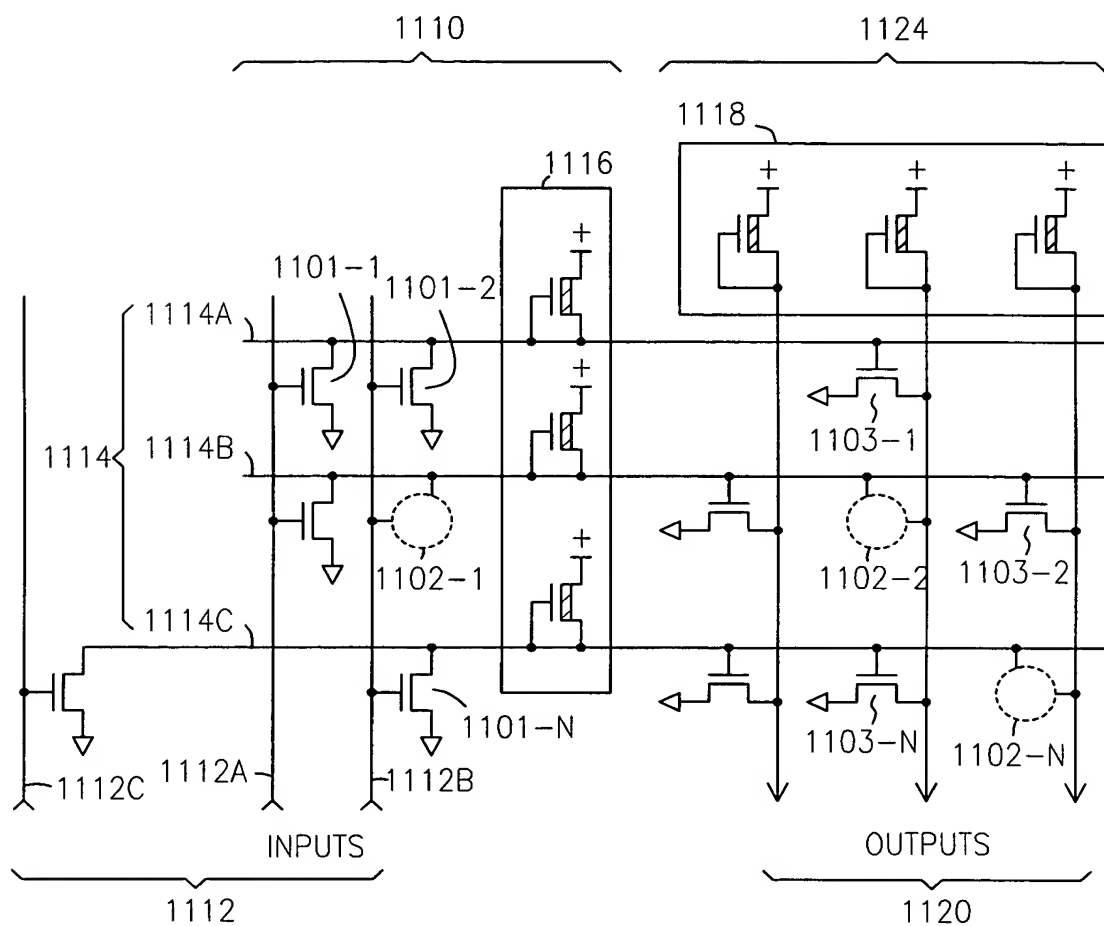 1110
1124
1118
1116
+ + +
+
1101-1
1101-2
1114A
+
1103-1
1114
1114B
+
1102-1
1102-2
1103-2
1114C
1101-N
1103-N
1102-N
1112C
1112A
1112B
INPUTS
OUTPUTS
1112
1120